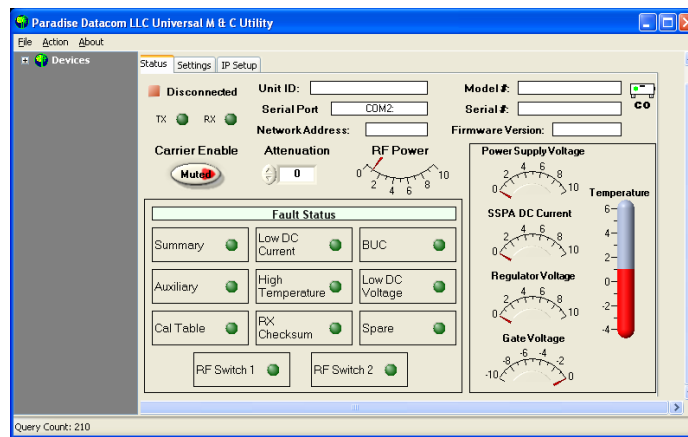 Paradise Datacom LLC Universal M & C Utility
File Action About
Devices
Status Settings IP Setup
Disconnected
Unit ID:
Model #:
TX RX
Serial Port COM2:
Serial #:
CO
Network Address:
Firmware Version:
Carrier Enable
Muted
Attenuation
0
RF Power
0 2 4 6 8 10
Fault Status
Summary
Low DC
Current
BUC
Auxiliary
High
Temperature
Low DC
Voltage
Cal Table
RX
Checksum
Spare
RF Switch 1
RF Switch 2
Power Supply Voltage
0 2 4 6 8 10
SSPA DC Current
0 2 4 6 8 10
Regulator Voltage
0 2 4 6 8 10
Gate Voltage
-10 -8 -6 -4 -2 0
Temperature
6
4
2
0
-2
-4
Query Count: 210